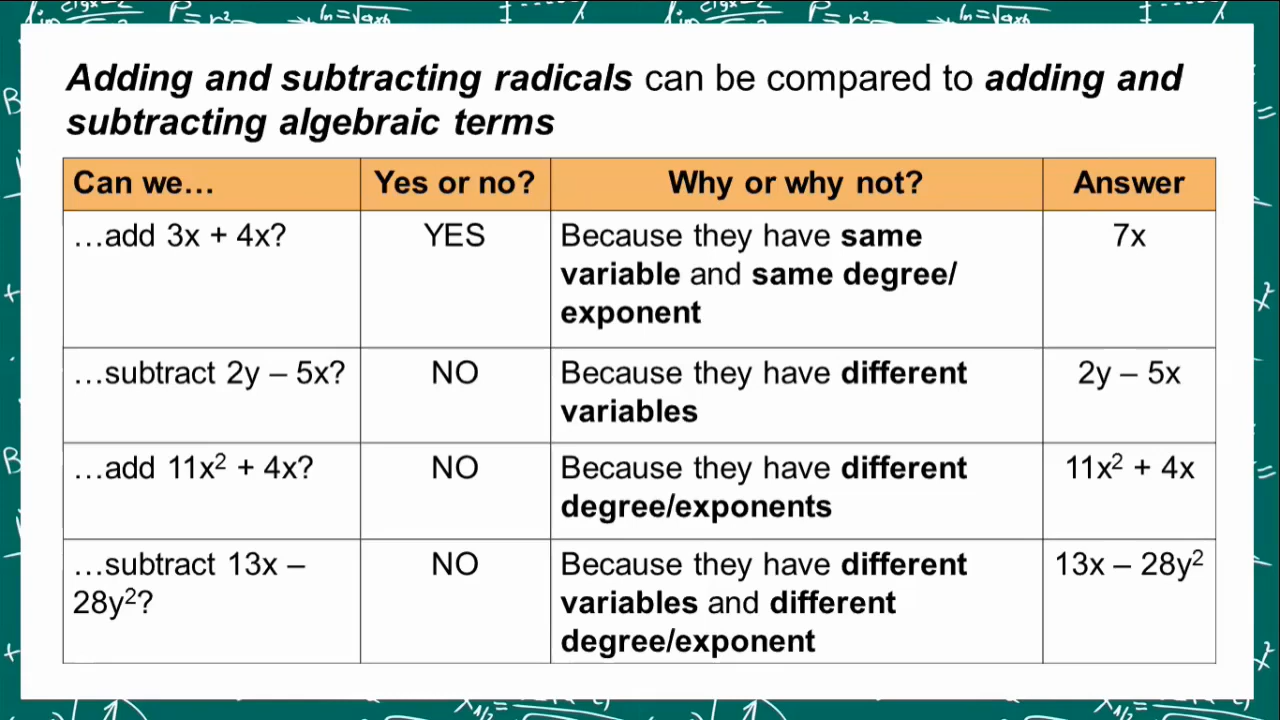 Adding and subtracting radicals can be compared to adding and
subtracting algebraic terms
Can we…
Yes or no?
Why or why not?
Answer
…add 3x + 4x?
YES
Because they have same
variable and same degree/
exponent
7x
…subtract 2y – 5x?
NO
Because they have different
variables
2y – 5x
…add 11x² + 4x?
NO
Because they have different
degree/exponents
11x² + 4x
…subtract 13x –
28y²?
NO
Because they have different
variables and different
degree/exponent
13x – 28y²